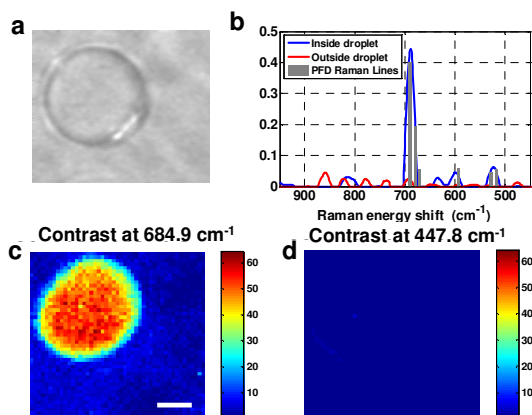 a
b
Inside droplet
Outside droplet
PFD Raman Lines
0.5
0.4
0.3
0.2
0.1
0
900 800 700 600 500
Raman energy shift (cm⁻¹)
c
Contrast at 684.9 cm⁻¹
60
50
40
30
20
10
d
Contrast at 447.8 cm⁻¹
60
50
40
30
20
10